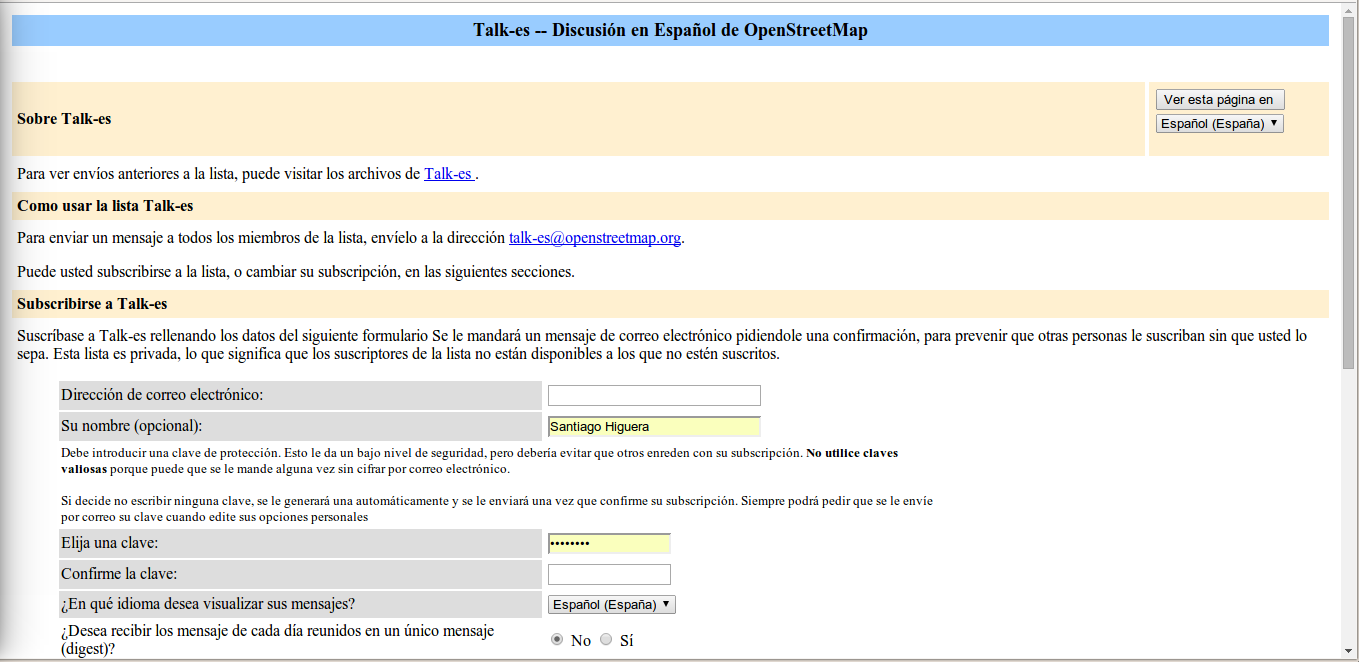 Talk-es -- Discusión en Español de OpenStreetMap
Sobre Talk-es
Ver esta página en
Español (España)
Para ver envíos anteriores a la lista, puede visitar los archivos de Talk-es .
Como usar la lista Talk-es
Para enviar un mensaje a todos los miembros de la lista, envíelo a la dirección talk-es@openstreetmap.org.
Puede usted subscribirse a la lista, o cambiar su subscripción, en las siguientes secciones.
Subscribirse a Talk-es
Suscríbase a Talk-es rellenando los datos del siguiente formulario Se le mandará un mensaje de correo electrónico pidiendole una confirmación, para prevenir que otras personas le suscriban sin que usted lo
sepa. Esta lista es privada, lo que significa que los suscriptores de la lista no están disponibles a los que no estén suscritos.
Dirección de correo electrónico:
Su nombre (opcional):
Santiago Higuera
Debe introducir una clave de protección. Esto le da un bajo nivel de seguridad, pero debería evitar que otros enreden con su subscripción. No utilice claves
valiosas porque puede que se le mande alguna vez sin cifrar por correo electrónico.
Si decide no escribir ninguna clave, se le generará una automáticamente y se le enviará una vez que confirme su subscripción. Siempre podrá pedir que se le envíe
por correo su clave cuando edite sus opciones personales
Elija una clave:
••••••••
Confirme la clave:
¿En qué idioma desea visualizar sus mensajes?
Español (España)
¿Desea recibir los mensaje de cada día reunidos en un único mensaje
(digest)?
No Sí